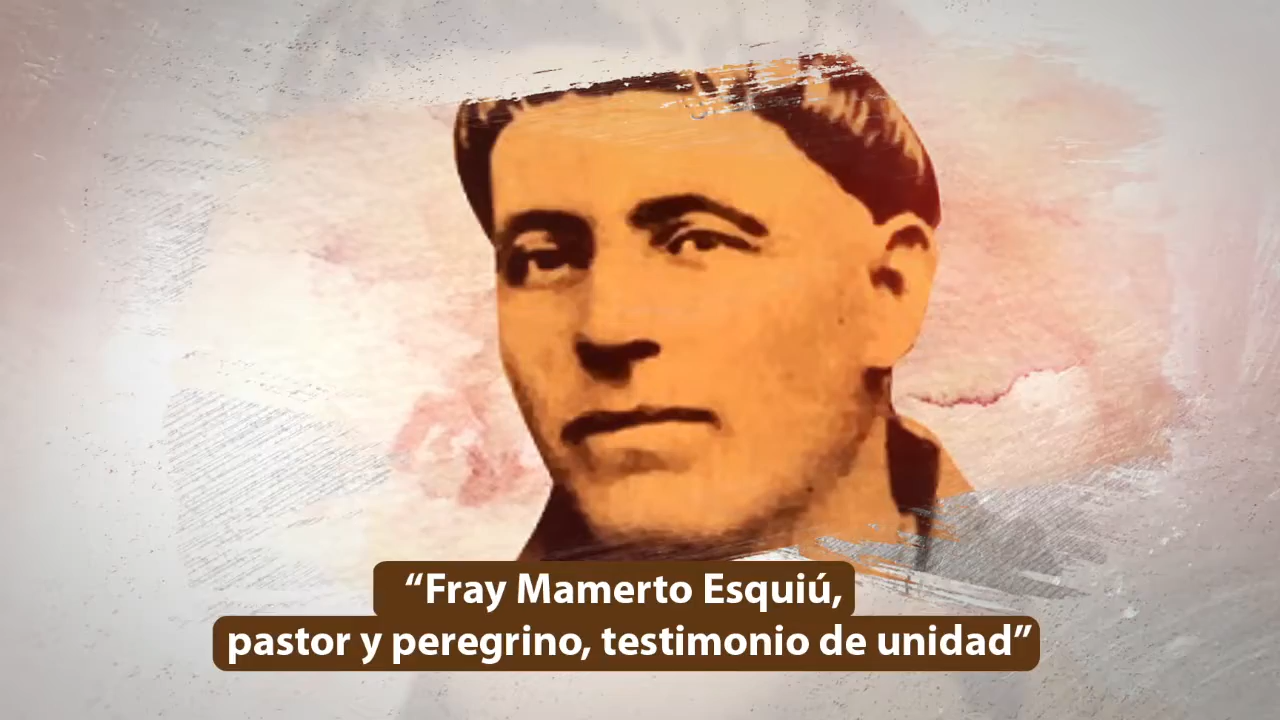 “Fray Mamerto Esquiú,
pastor y peregrino, testimonio de unidad”